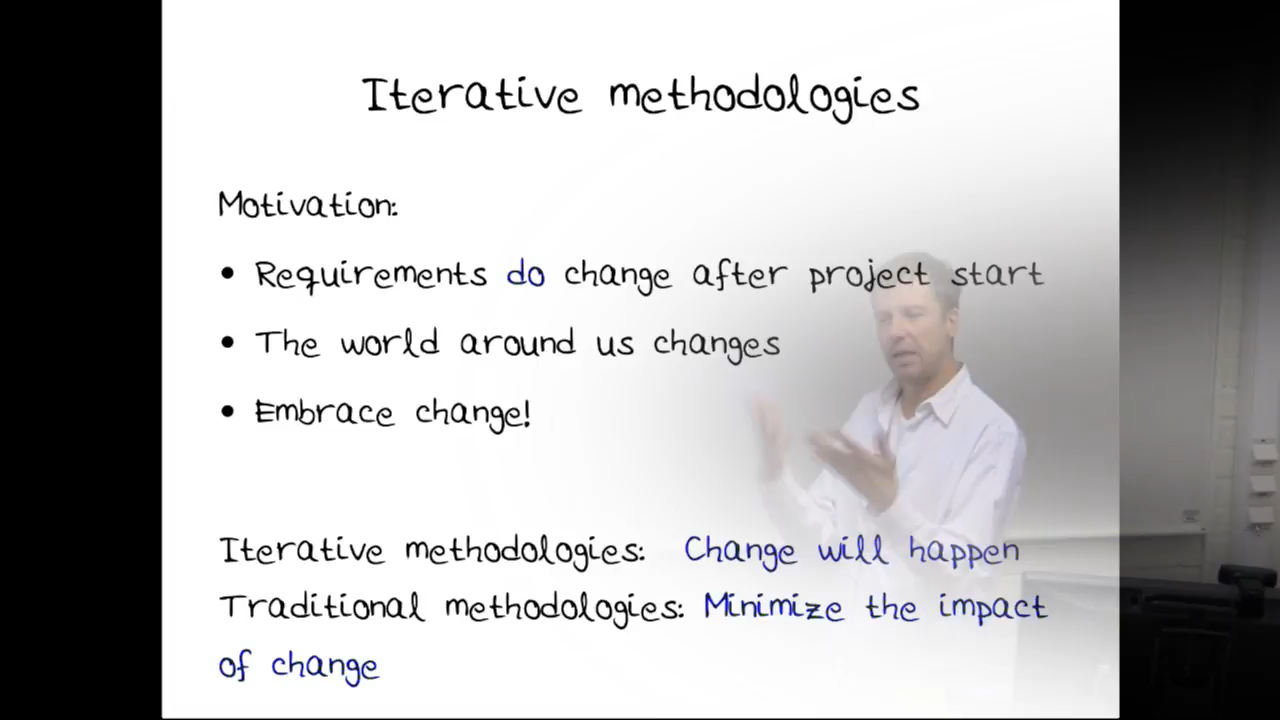 Iterative methodologies
Motivation:
• Requirements do change after project start
• The world around us changes
• Embrace change!
Iterative methodologies: Change will happen
Traditional methodologies: Minimize the impact
of change